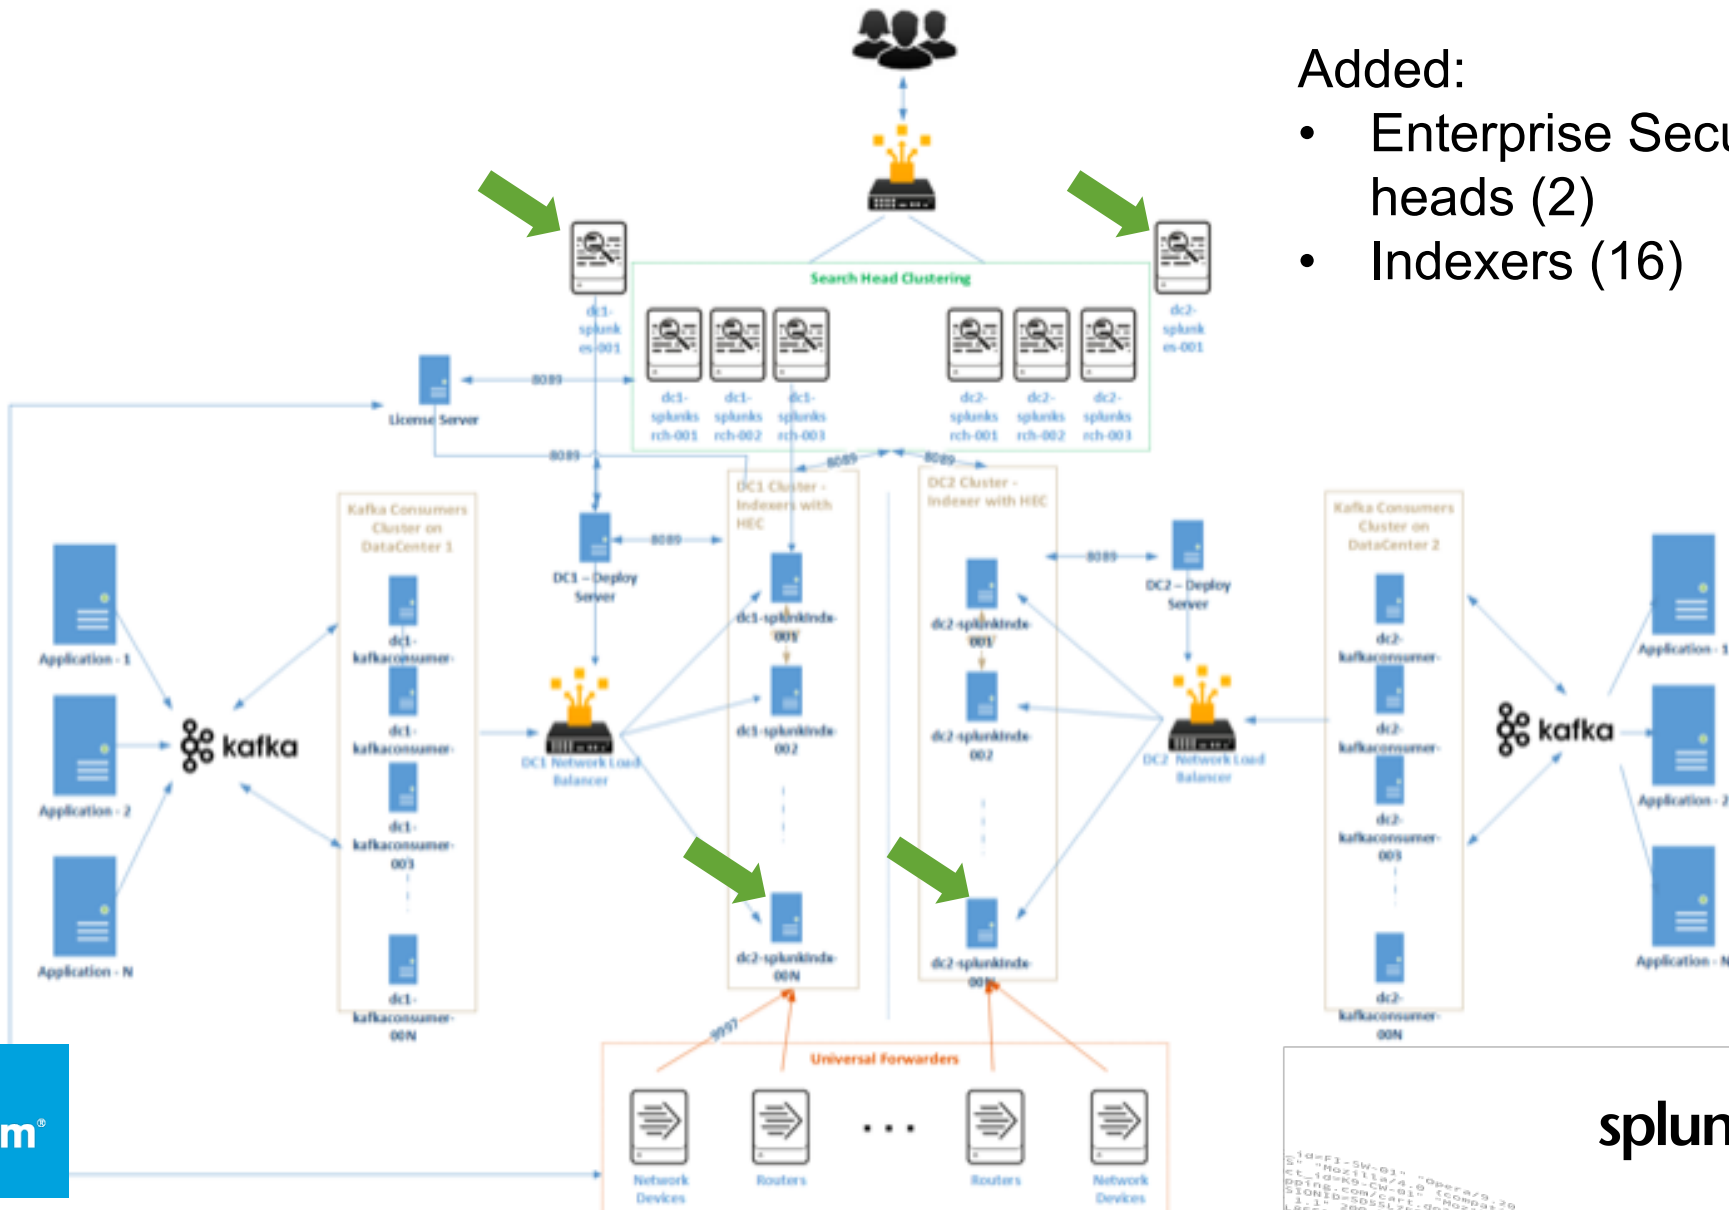 Added:
• Enterprise Secu
heads (2)
• Indexers (16)
Search Head Clustering
dc1-
splunk
es-001
dc2-
splunk
es-001
dc1-
splunks
rch-001
dc1-
splunks
rch-002
dc1-
splunks
rch-003
dc2-
splunks
rch-001
dc2-
splunks
rch-002
dc2-
splunks
rch-003
8089
License Server
8089
8089
8089
DC1 Cluster -
Indexers with
HEC
DC2 Cluster -
Indexer with HEC
Kafka Consumers
Cluster on
DataCenter 1
Kafka Consumers
Cluster on
DataCenter 2
8089
8089
DC1 – Deploy
Server
DC2 – Deploy
Server
Application - 1
Application - 2
Application - N
kafka
dc1-
kafkaconsumer-
dc1-
kafkaconsumer-
dc1-
kafkaconsumer-
003
dc1-
kafkaconsumer-
00N
DC1 Network Load
Balancer
dc1-splunkindx-
001
dc1-splunkindx-
002
dc2-splunkindx-
00N
dc2-splunkindx-
001
dc2-splunkindx-
002
dc2-splunkindx-
00N
DC2 Network Load
Balancer
dc2-
kafkaconsumer-
dc2-
kafkaconsumer-
dc2-
kafkaconsumer-
003
dc2-
kafkaconsumer-
00N
kafka
Application - 1
Application - 2
Application - N
9997
Universal Forwarders
Network
Devices
Routers
. . .
Routers
Network
Devices
m®
splun